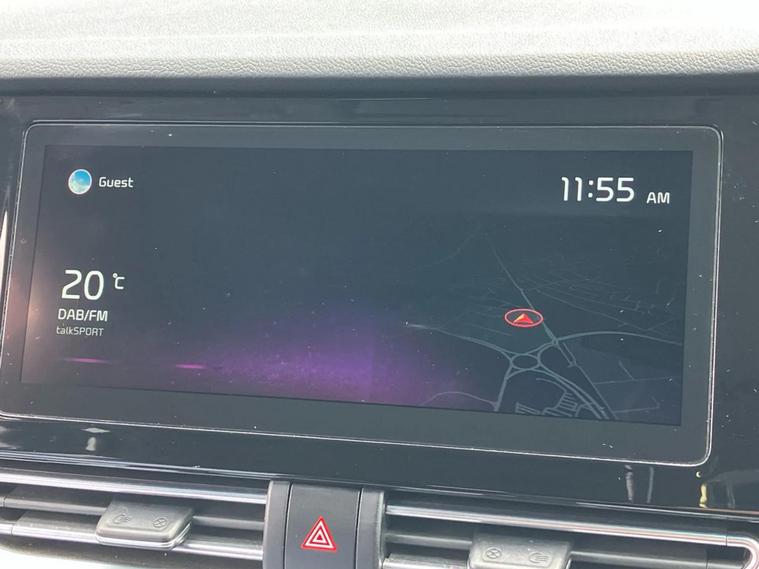 Guest
11:55 AM
20 °C
DAB/FM
talkSPORT